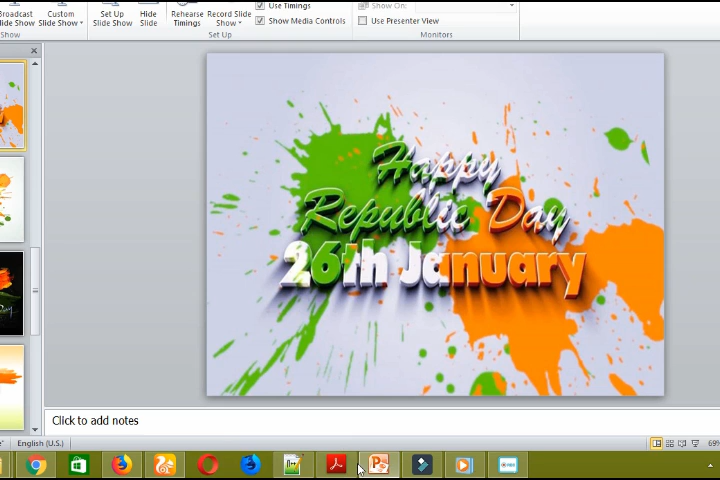 Broadcast Custom Set Up Hide Rehearse Record Slide Use Timings Show On:
Slide Show Slide Show Slide Show Slide Timings Show Show Media Controls Use Presenter View
Show Set Up Monitors
Happy
Republic Day
26th January
Click to add notes
English (U.S.) 69%